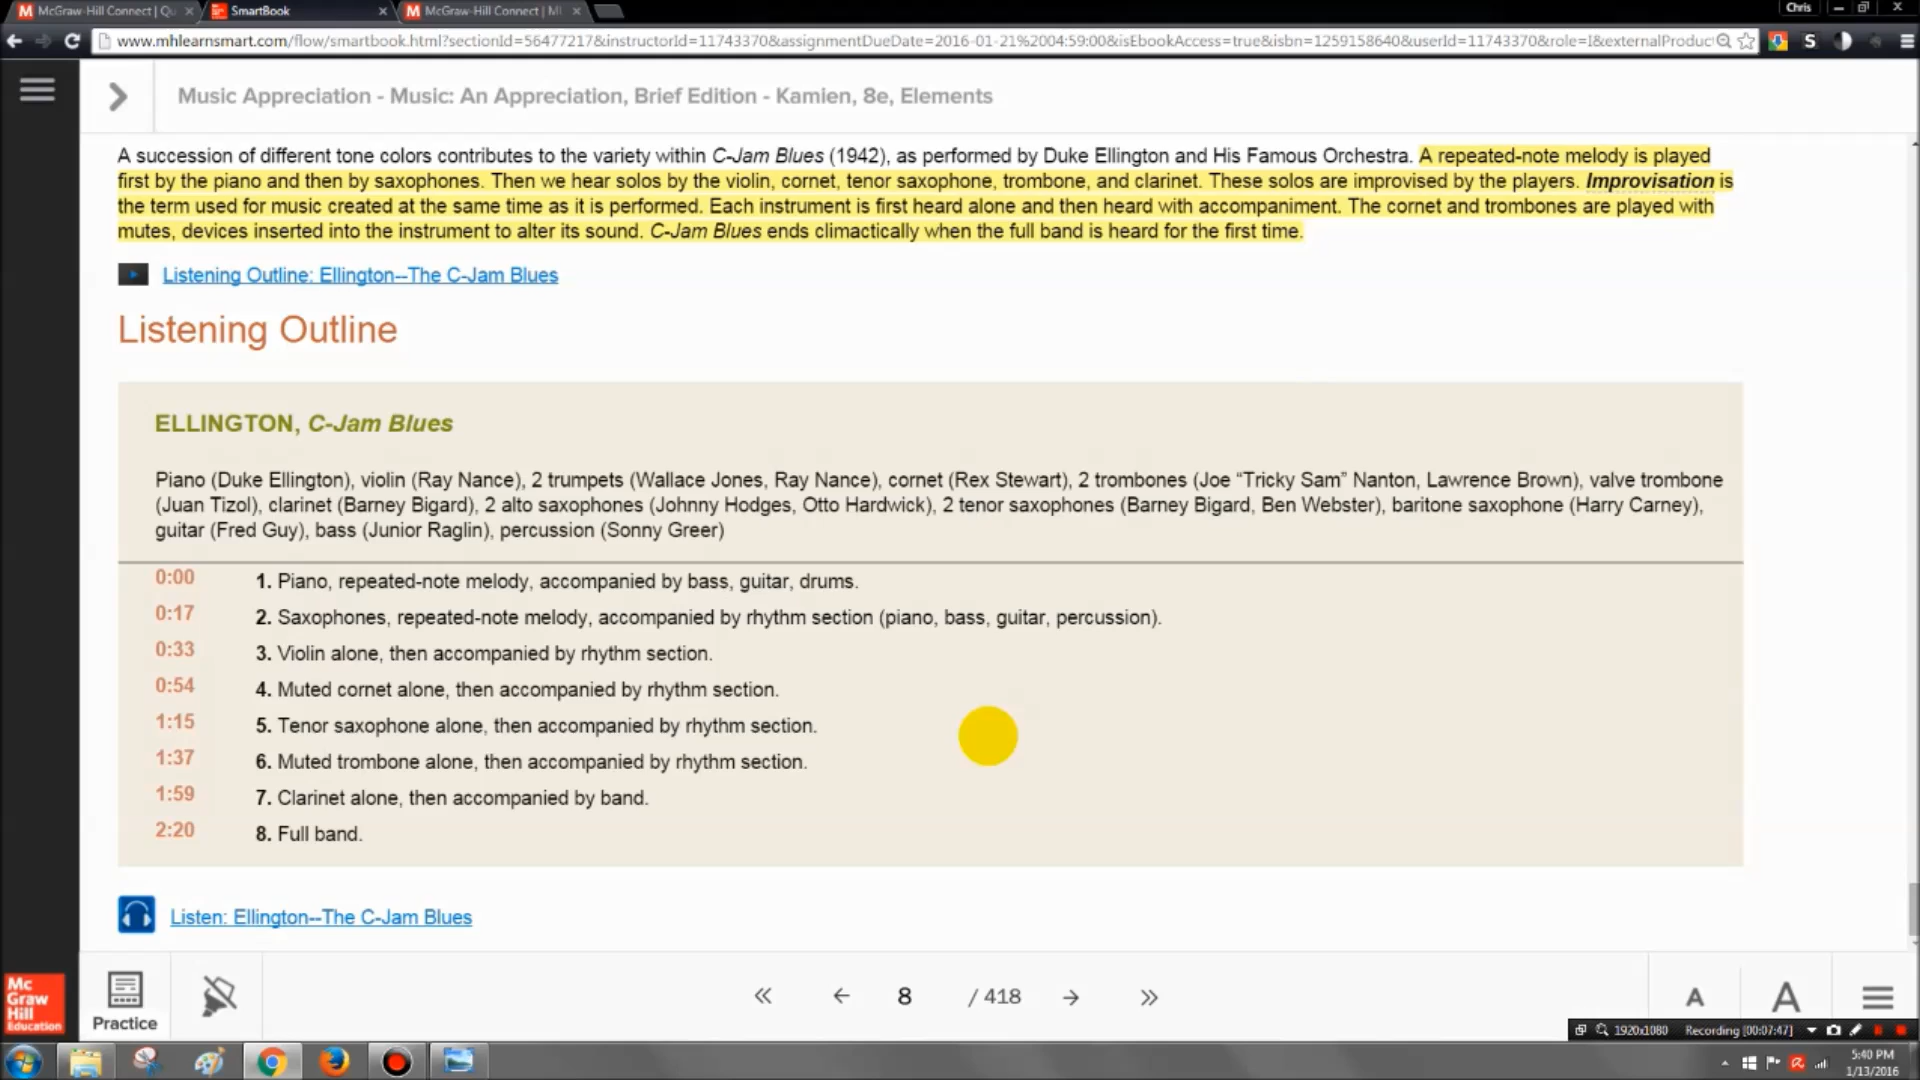 McGraw-Hill Connect | Qu
SmartBook
McGraw-Hill Connect | M
Chris
www.mhlearnsmart.com/flow/smartbook.html?sectionId=56477217&instructorId=11743370&assignmentDueDate=2016-01-21%2004:59:00&isEbookAccess=true&isbn=1259158640&userId=11743370&role=I&externalProduc
S
Music Appreciation - Music: An Appreciation, Brief Edition - Kamien, 8e, Elements
A succession of different tone colors contributes to the variety within C-Jam Blues (1942), as performed by Duke Ellington and His Famous Orchestra. A repeated-note melody is played
first by the piano and then by saxophones. Then we hear solos by the violin, cornet, tenor saxophone, trombone, and clarinet. These solos are improvised by the players. Improvisation is
the term used for music created at the same time as it is performed. Each instrument is first heard alone and then heard with accompaniment. The cornet and trombones are played with
mutes, devices inserted into the instrument to alter its sound. C-Jam Blues ends climactically when the full band is heard for the first time.
Listening Outline: Ellington--The C-Jam Blues
Listening Outline
ELLINGTON, C-Jam Blues
Piano (Duke Ellington), violin (Ray Nance), 2 trumpets (Wallace Jones, Ray Nance), cornet (Rex Stewart), 2 trombones (Joe “Tricky Sam” Nanton, Lawrence Brown), valve trombone
(Juan Tizol), clarinet (Barney Bigard), 2 alto saxophones (Johnny Hodges, Otto Hardwick), 2 tenor saxophones (Barney Bigard, Ben Webster), baritone saxophone (Harry Carney),
guitar (Fred Guy), bass (Junior Raglin), percussion (Sonny Greer)
0:00 1. Piano, repeated-note melody, accompanied by bass, guitar, drums.
0:17 2. Saxophones, repeated-note melody, accompanied by rhythm section (piano, bass, guitar, percussion).
0:33 3. Violin alone, then accompanied by rhythm section.
0:54 4. Muted cornet alone, then accompanied by rhythm section.
1:15 5. Tenor saxophone alone, then accompanied by rhythm section.
1:37 6. Muted trombone alone, then accompanied by rhythm section.
1:59 7. Clarinet alone, then accompanied by band.
2:20 8. Full band.
Listen: Ellington--The C-Jam Blues
Mc
Graw
Hill
Education
Practice
8 / 418
A A
1920x1080 Recording [00:07:47]
5:40 PM
1/13/2016